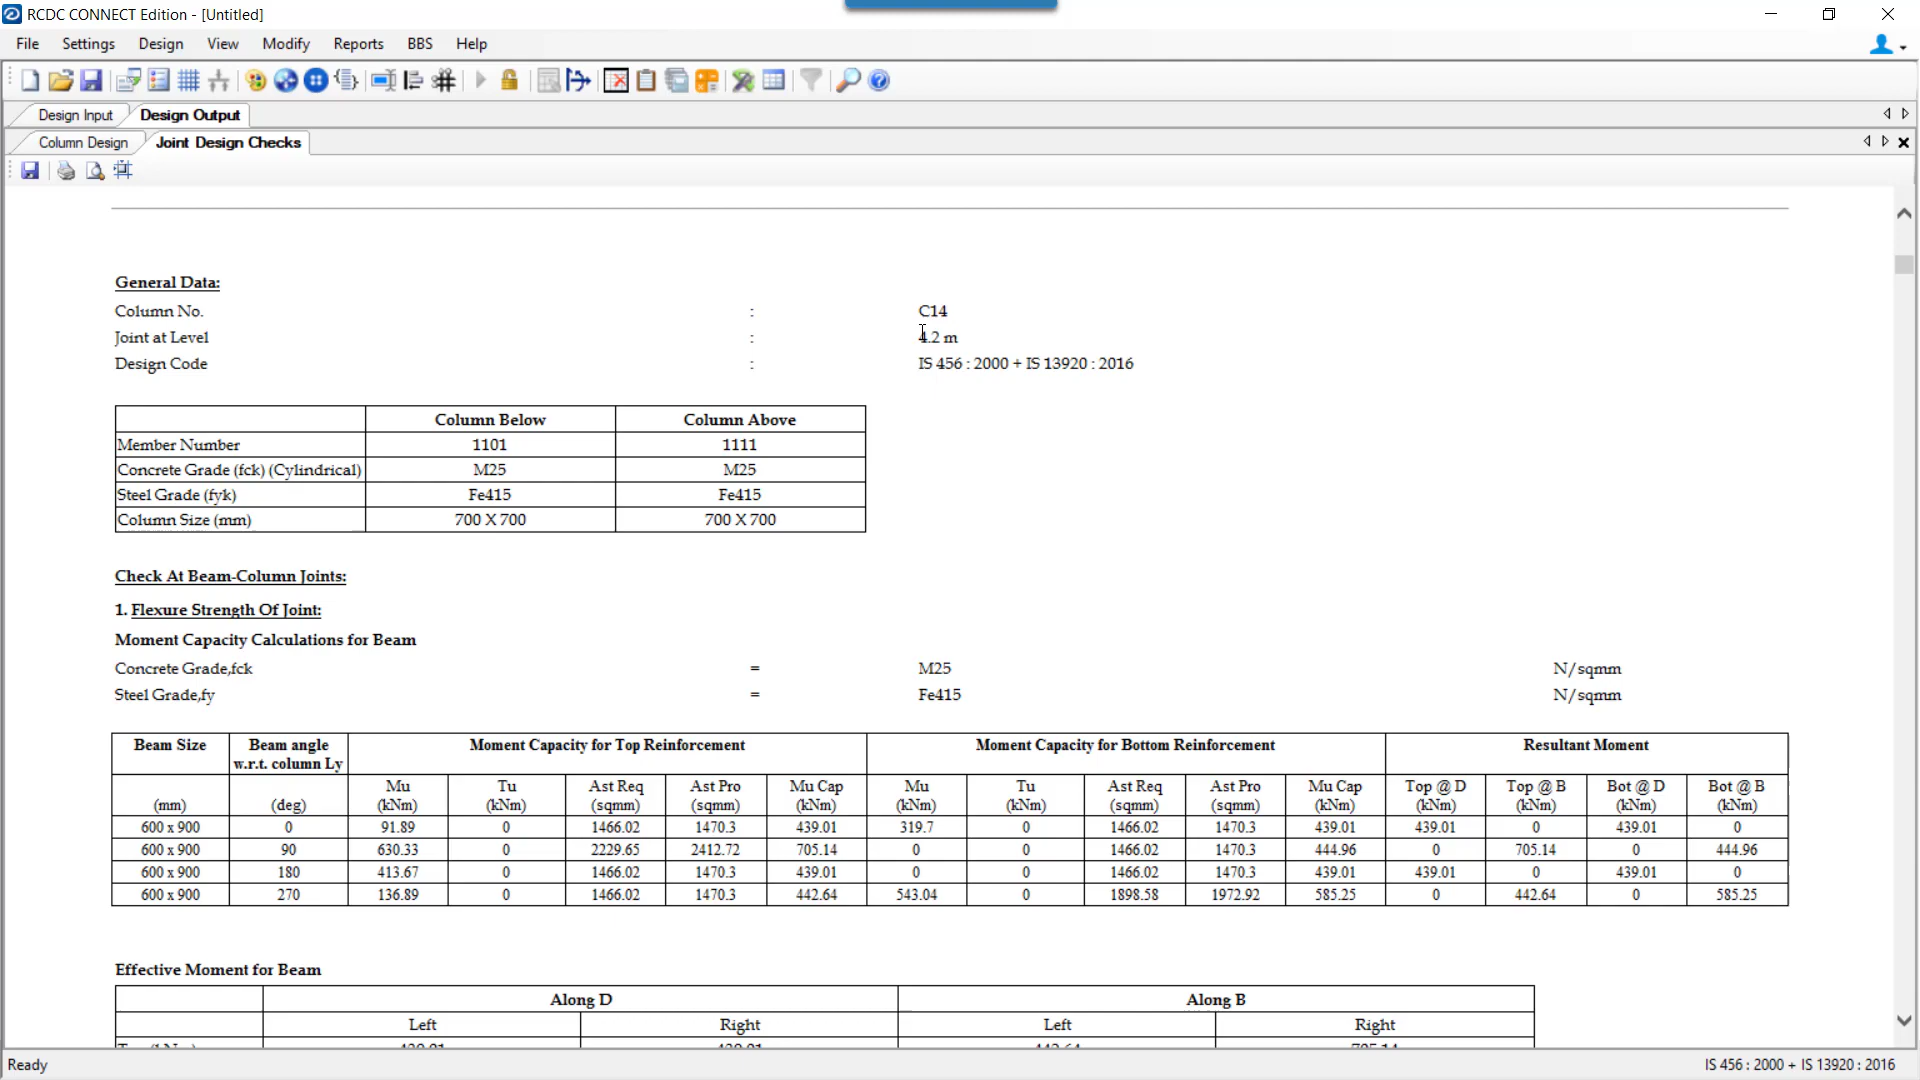 RCDC CONNECT Edition - [Untitled]
File Settings Design View Modify Reports BBS Help
Design Input Design Output
Column Design Joint Design Checks
General Data:
Column No. : C14
Joint at Level : 4.2 m
Design Code : IS 456 : 2000 + IS 13920 : 2016
Column Below Column Above
Member Number 1101 1111
Concrete Grade (fck) (Cylindrical) M25 M25
Steel Grade (fyk) Fe415 Fe415
Column Size (mm) 700 X 700 700 X 700
Check At Beam-Column Joints:
1. Flexure Strength Of Joint:
Moment Capacity Calculations for Beam
Concrete Grade,fck = M25 N/sqmm
Steel Grade,fy = Fe415 N/sqmm
Beam Size Beam angle Moment Capacity for Top Reinforcement Moment Capacity for Bottom Reinforcement Resultant Moment
w.r.t. column Ly
Mu Tu Ast Req Ast Pro Mu Cap Mu Tu Ast Req Ast Pro Mu Cap Top @ D Top @ B Bot @ D Bot @ B
(mm) (deg) (kNm) (kNm) (sqmm) (sqmm) (kNm) (kNm) (kNm) (sqmm) (sqmm) (kNm) (kNm) (kNm) (kNm) (kNm)
600 x 900 0 91.89 0 1466.02 1470.3 439.01 319.7 0 1466.02 1470.3 439.01 439.01 0 439.01 0
600 x 900 90 630.33 0 2229.65 2412.72 705.14 0 0 1466.02 1470.3 444.96 0 705.14 0 444.96
600 x 900 180 413.67 0 1466.02 1470.3 439.01 0 0 1466.02 1470.3 439.01 439.01 0 439.01 0
600 x 900 270 136.89 0 1466.02 1470.3 442.64 543.04 0 1898.58 1972.92 585.25 0 442.64 0 585.25
Effective Moment for Beam
Along D Along B
Left Right Left Right
Ready IS 456 : 2000 + IS 13920 : 2016